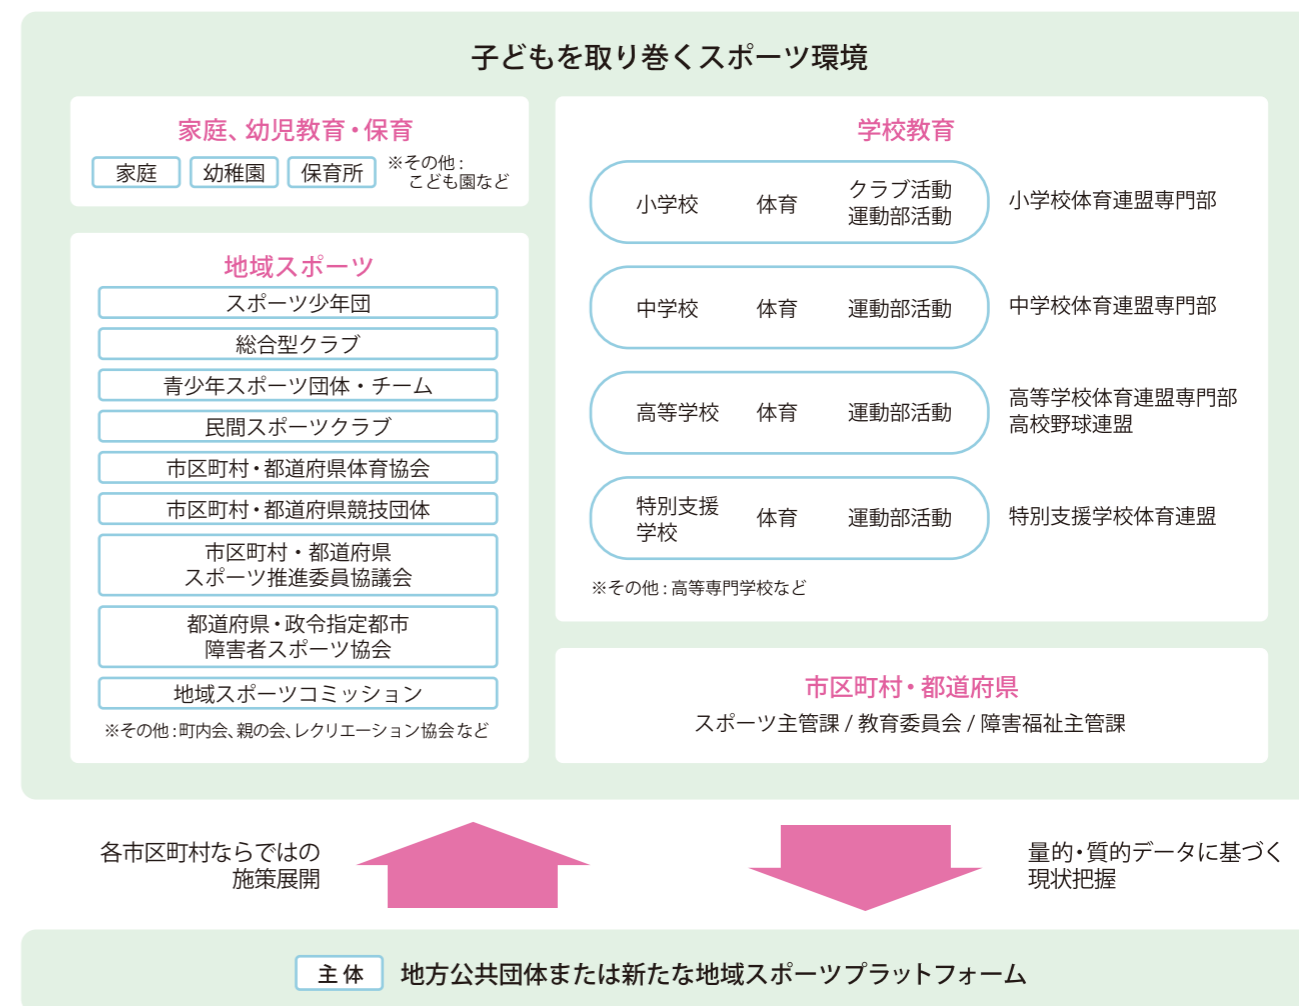 子どもを取り巻くスポーツ環境
家庭、幼児教育・保育
家庭
幼稚園
保育所
※その他：
こども園など
地域スポーツ
スポーツ少年団
総合型クラブ
青少年スポーツ団体・チーム
民間スポーツクラブ
市区町村・都道府県体育協会
市区町村・都道府県競技団体
市区町村・都道府県
スポーツ推進委員協議会
都道府県・政令指定都市
障害者スポーツ協会
地域スポーツコミッション
※その他：町内会、親の会、レクリエーション協会など
学校教育
小学校 体育 クラブ活動
運動部活動
小学校体育連盟専門部
中学校 体育 運動部活動
中学校体育連盟専門部
高等学校 体育 運動部活動
高等学校体育連盟専門部
高校野球連盟
特別支援
学校
体育 運動部活動
特別支援学校体育連盟
※その他：高等専門学校など
市区町村・都道府県
スポーツ主管課 / 教育委員会 / 障害福祉主管課
各市区町村ならではの
施策展開
量的・質的データに基づく
現状把握
主体 地方公共団体または新たな地域スポーツプラットフォーム